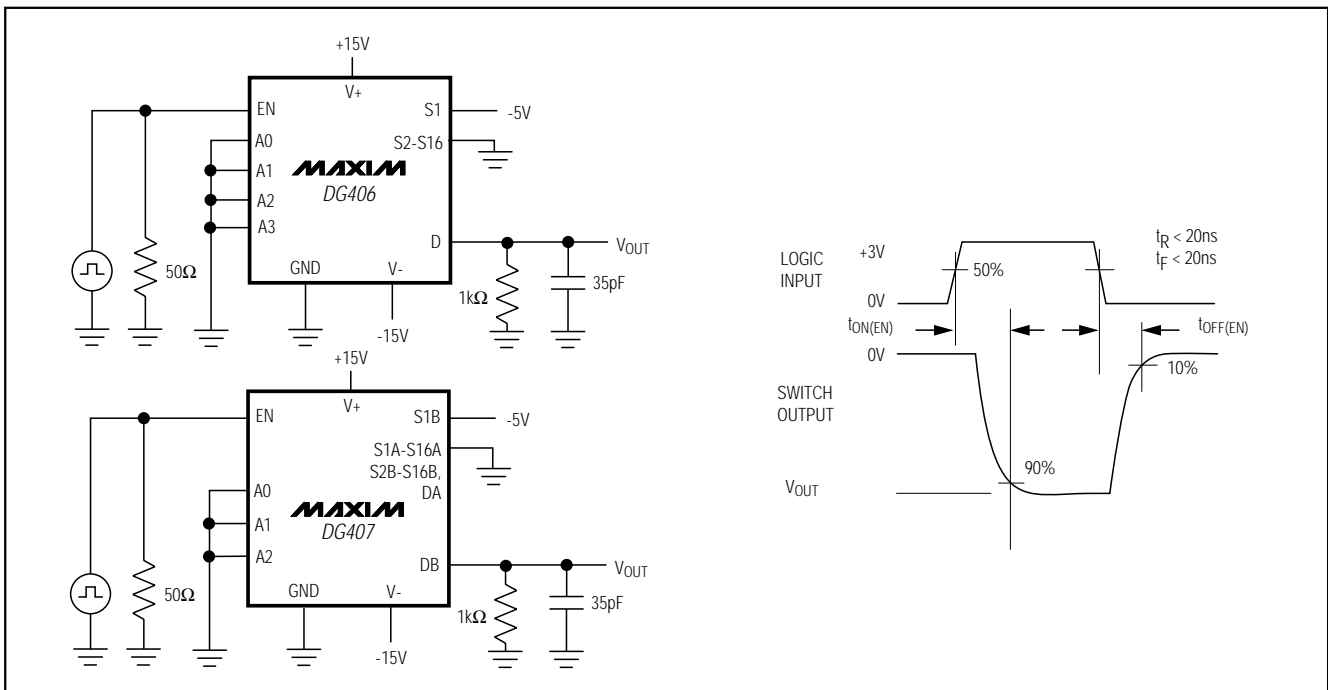 +15V
V+
EN
S1
-5V
A0
S2-S16
A1
MAXIM
DG406
A2
A3
D
VOUT
GND
V-
50Ω
1kΩ
35pF
-15V
+15V
V+
EN
S1B
-5V
S1A-S16A
S2B-S16B,
DA
A0
MAXIM
DG407
A1
A2
DB
VOUT
GND
V-
50Ω
1kΩ
35pF
-15V
LOGIC
INPUT
+3V
50%
tR < 20ns
tF < 20ns
0V
tON(EN)
tOFF(EN)
0V
10%
SWITCH
OUTPUT
90%
VOUT